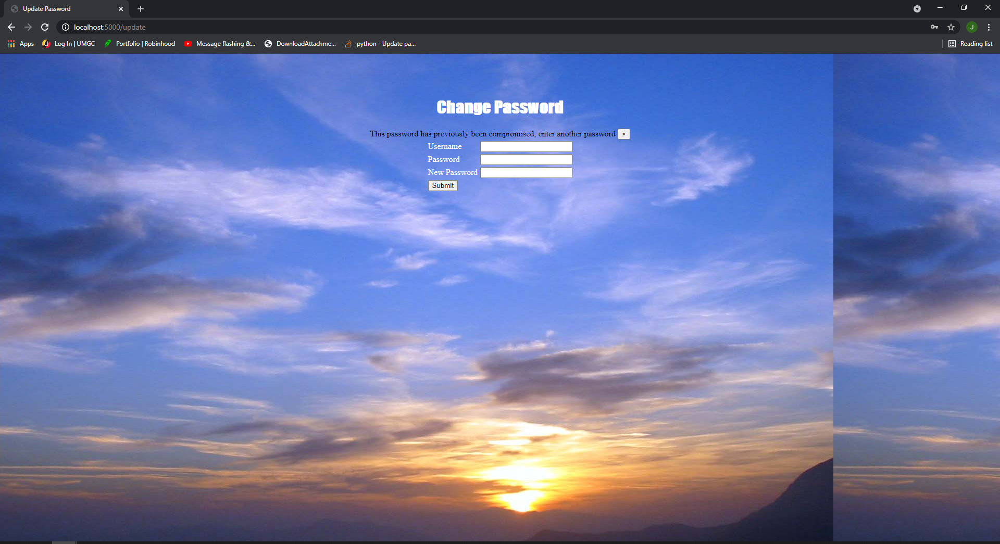 Update Password
localhost:5000/update
J
Apps
Log In | UMGC
Portfolio | Robinhood
Message flashing &...
DownloadAttachme...
python - Update pa...
Reading list
Change Password
This password has previously been compromised, enter another password ×
Username
Password
New Password
Submit